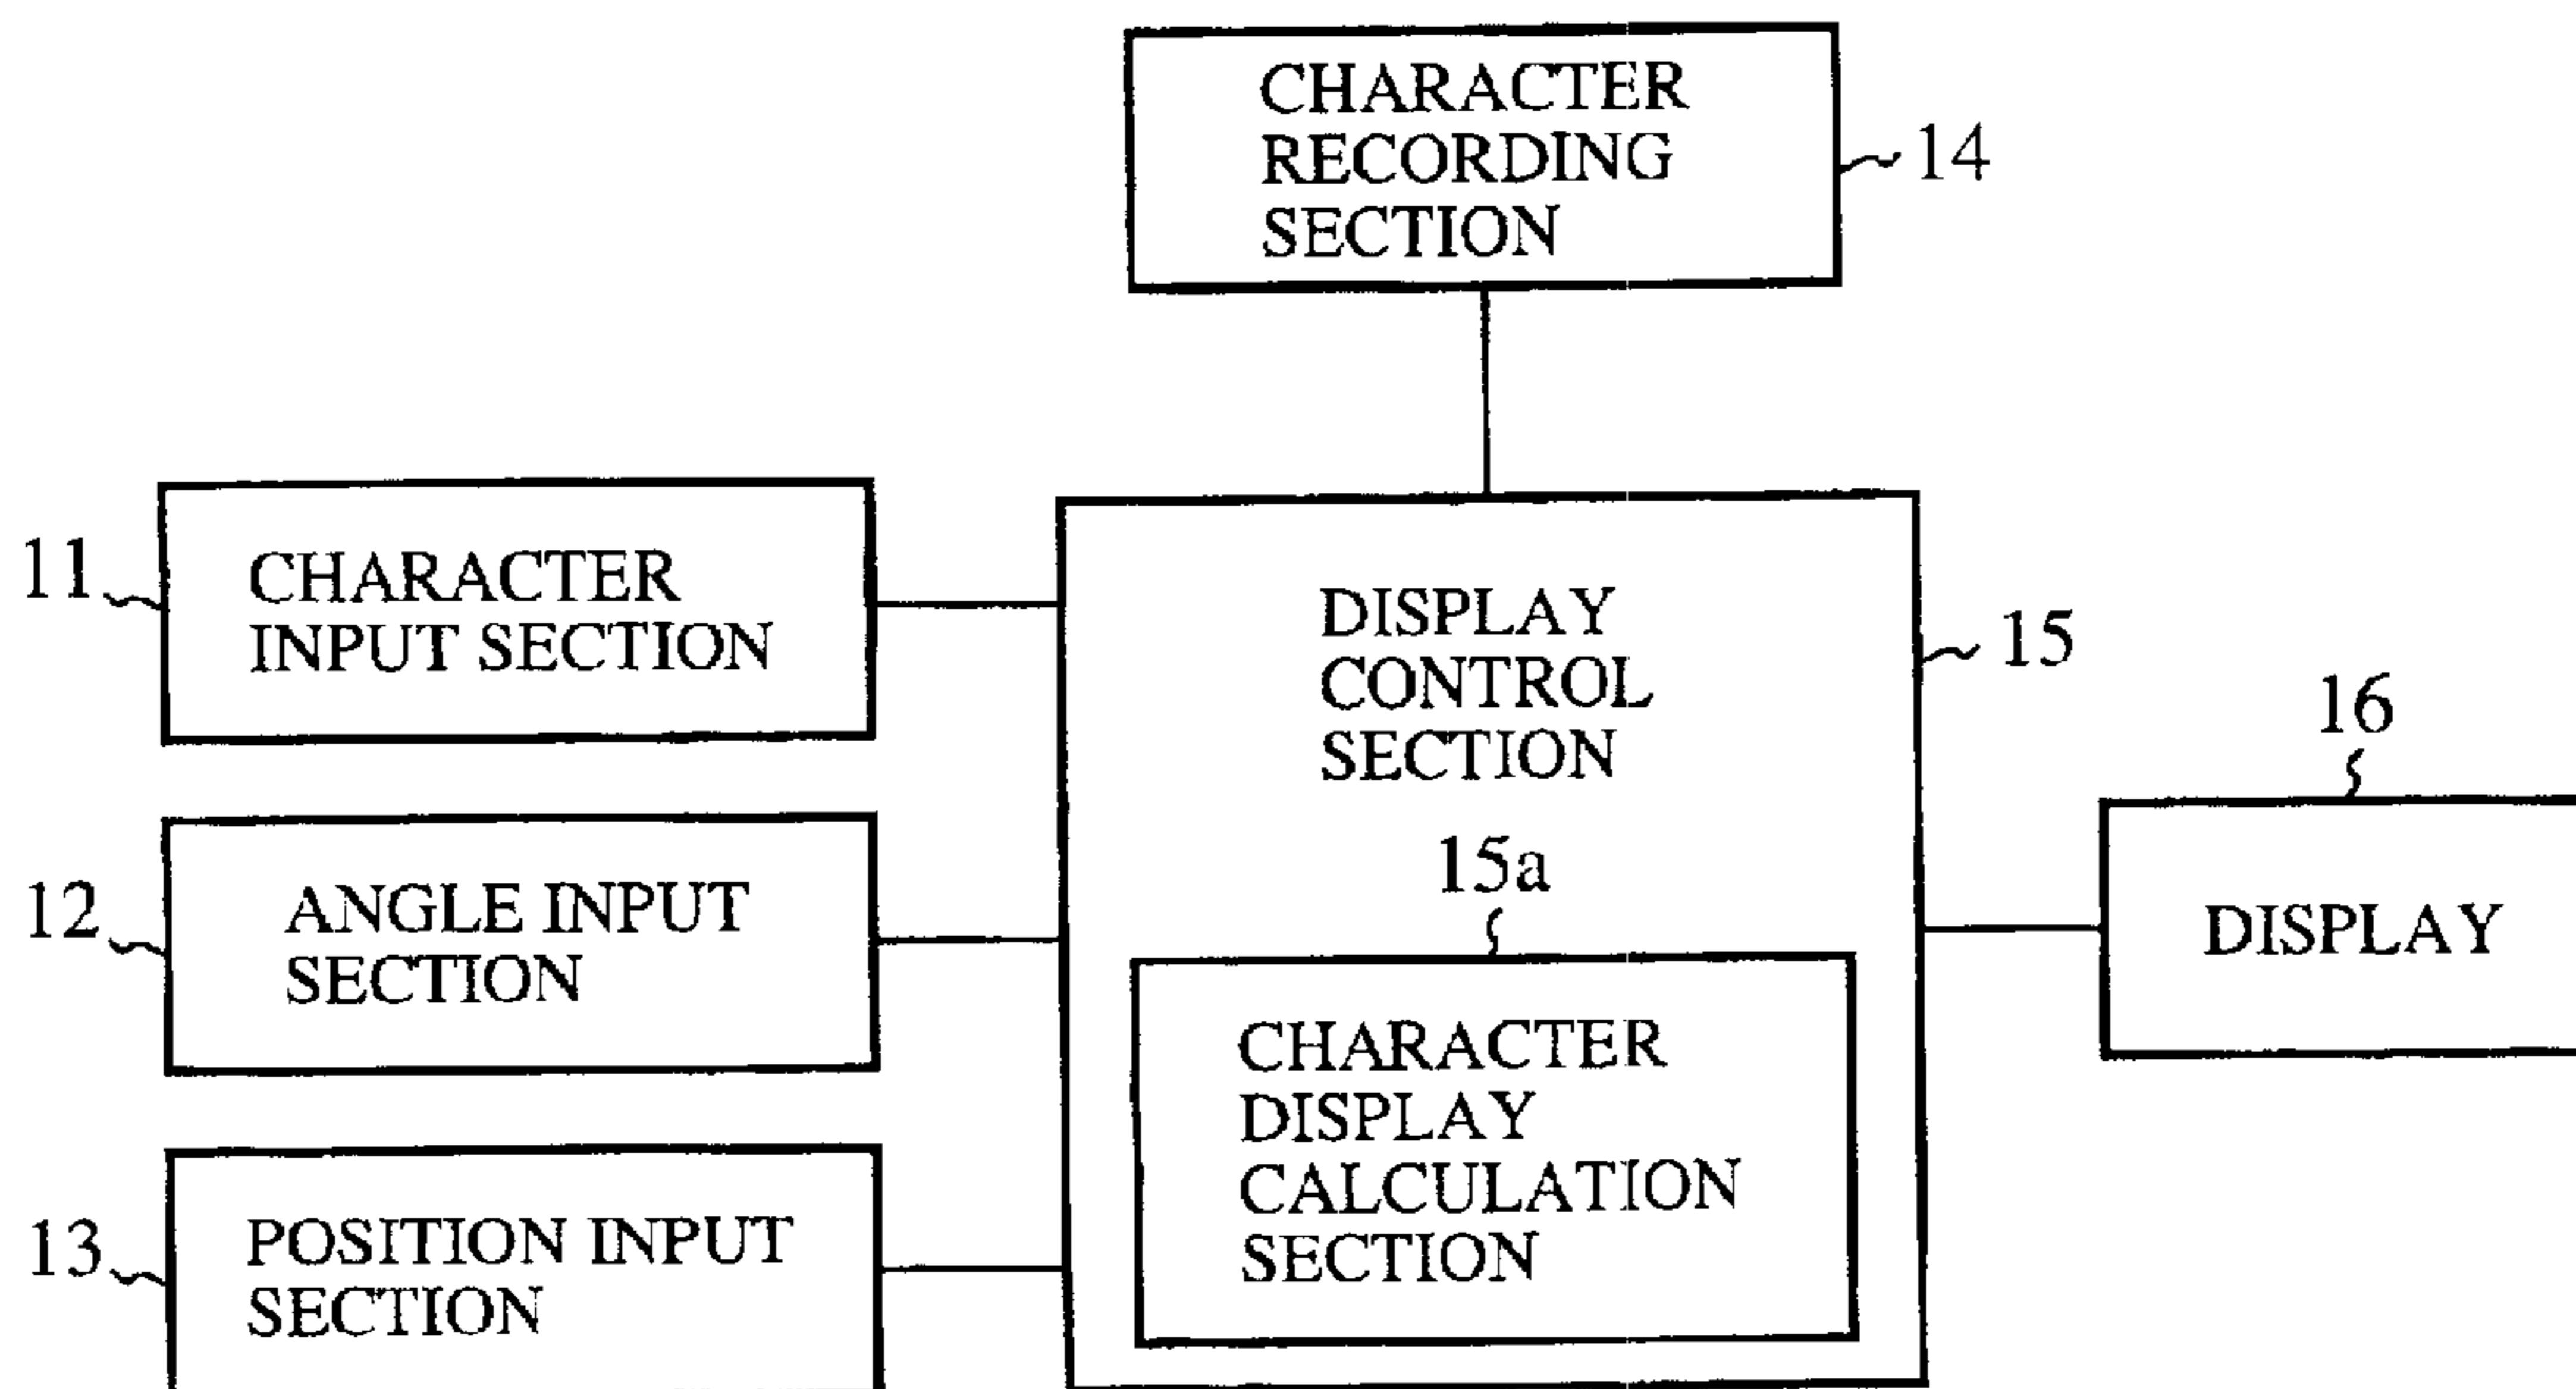 CHARACTER
RECORDING
SECTION
14
11
CHARACTER
INPUT SECTION
DISPLAY
CONTROL
SECTION
15
16
12
ANGLE INPUT
SECTION
15a
DISPLAY
CHARACTER
DISPLAY
CALCULATION
SECTION
13
POSITION INPUT
SECTION